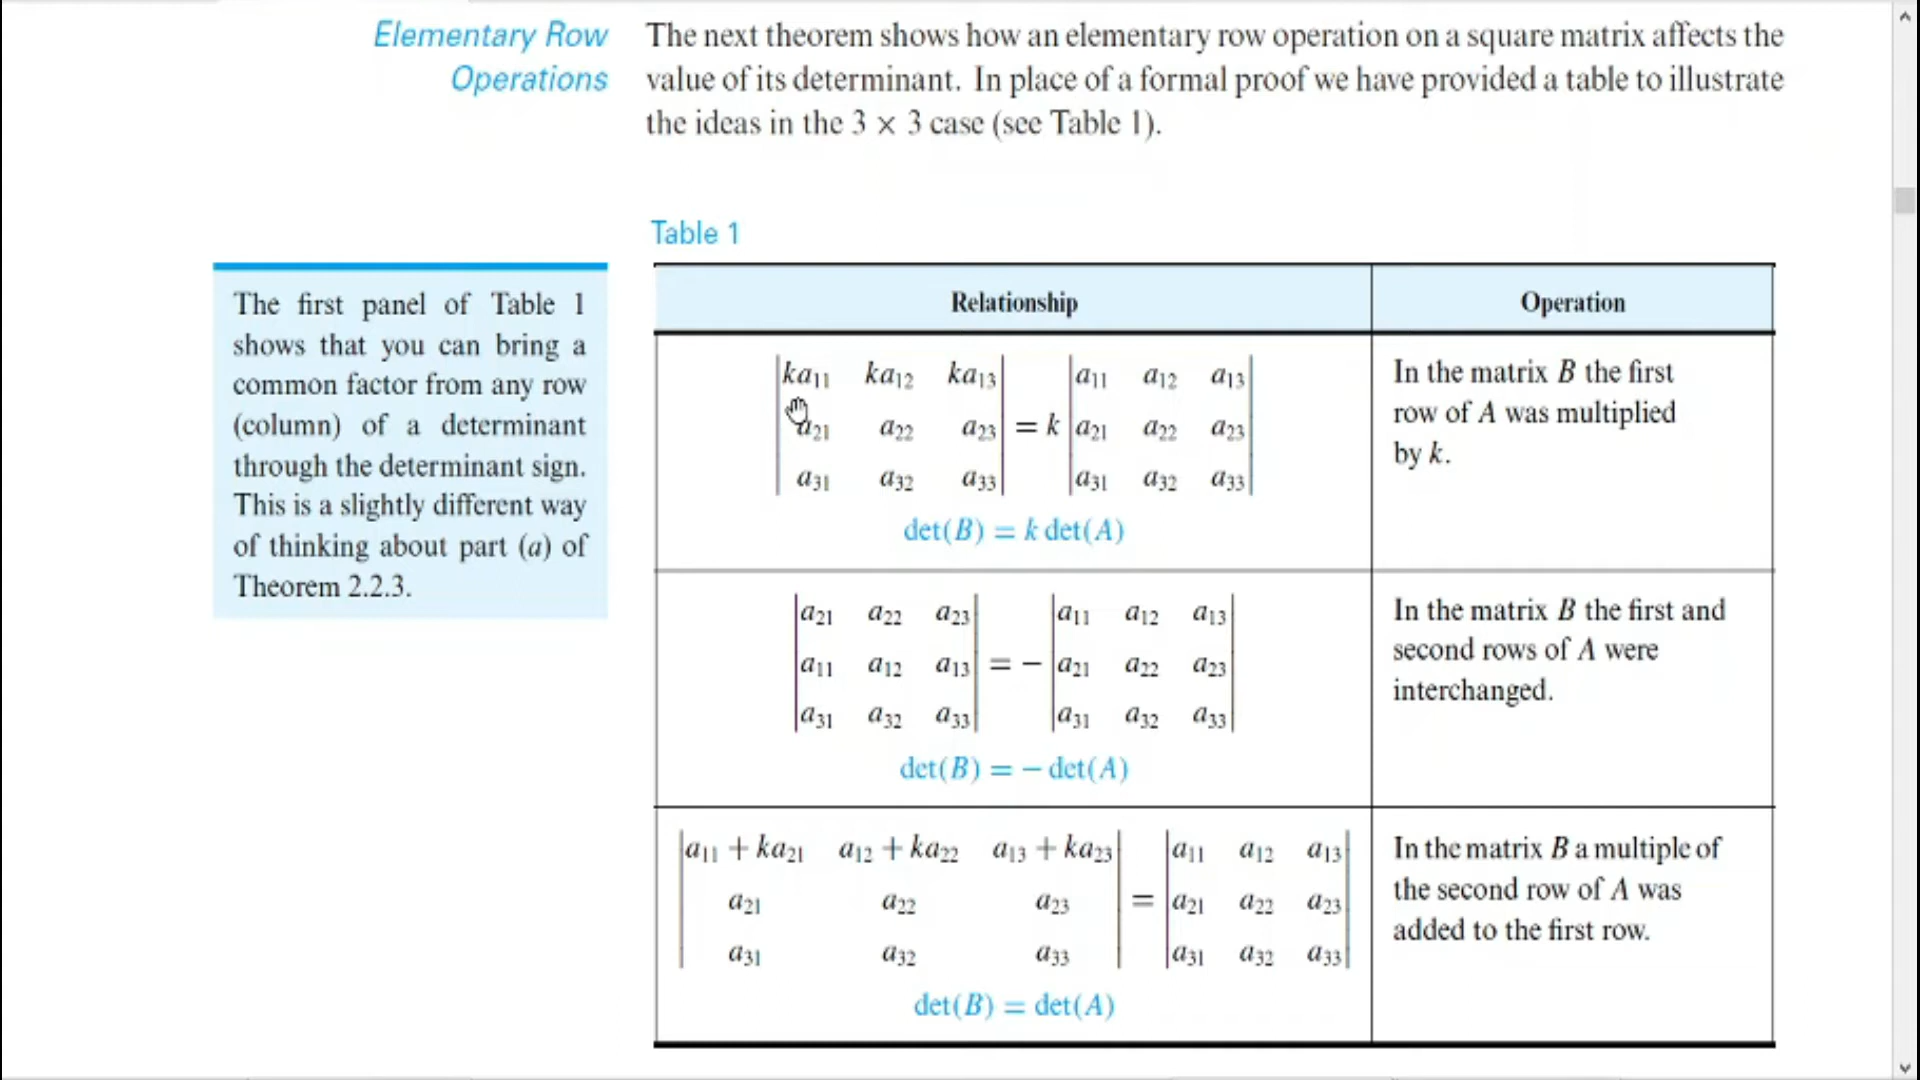 Elementary Row
Operations
The next theorem shows how an elementary row operation on a square matrix affects the
value of its determinant. In place of a formal proof we have provided a table to illustrate
the ideas in the 3 × 3 case (see Table 1).
The first panel of Table 1
shows that you can bring a
common factor from any row
(column) of a determinant
through the determinant sign.
This is a slightly different way
of thinking about part (a) of
Theorem 2.2.3.
Table 1
Relationship Operation
|ka₁₁ ka₁₂ ka₁₃| |a₁₁ a₁₂ a₁₃|
|a₂₁ a₂₂ a₂₃| = k |a₂₁ a₂₂ a₂₃|
|a₃₁ a₃₂ a₃₃| |a₃₁ a₃₂ a₃₃|
det(B) = k det(A)
In the matrix B the first
row of A was multiplied
by k.
|a₂₁ a₂₂ a₂₃| |a₁₁ a₁₂ a₁₃|
|a₁₁ a₁₂ a₁₃| = − |a₂₁ a₂₂ a₂₃|
|a₃₁ a₃₂ a₃₃| |a₃₁ a₃₂ a₃₃|
det(B) = − det(A)
In the matrix B the first and
second rows of A were
interchanged.
|a₁₁ + ka₂₁ a₁₂ + ka₂₂ a₁₃ + ka₂₃| |a₁₁ a₁₂ a₁₃|
|a₂₁ a₂₂ a₂₃| = |a₂₁ a₂₂ a₂₃|
|a₃₁ a₃₂ a₃₃| |a₃₁ a₃₂ a₃₃|
det(B) = det(A)
In the matrix B a multiple of
the second row of A was
added to the first row.